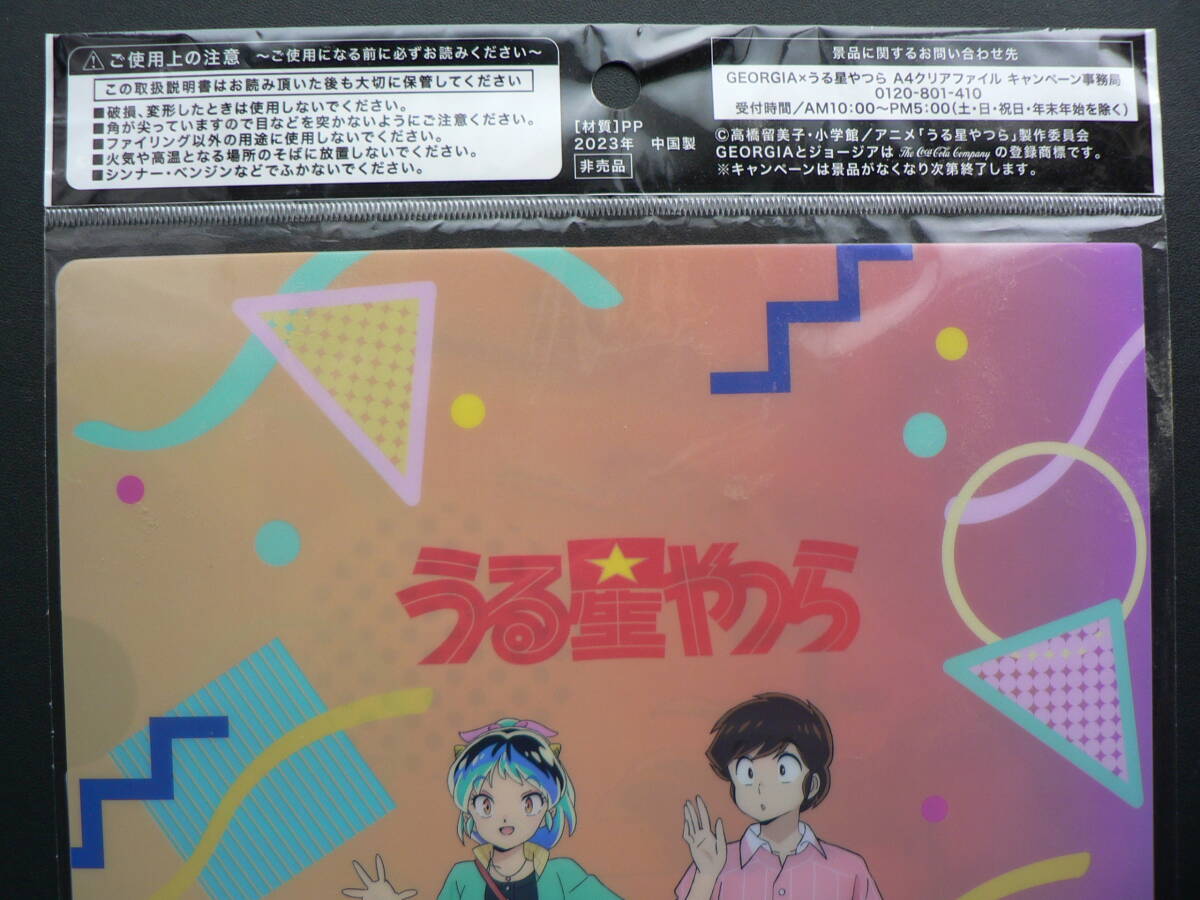 ご使用上の注意 ～ご使用になる前に必ずお読みください～
この取扱説明書はお読み頂いた後も大切に保管してください
■破損、変形したときは使用しないでください。
■角が尖っていますので目などを突かないようにご注意ください。
■ファイリング以外の用途に使用しないでください。
■火気や高温となる場所のそばに放置しないでください。
■シンナー・ベンジンなどでふかないでください。
[材質]PP
2023年 中国製
非売品
景品に関するお問い合わせ先
GEORGIA×うる星やつら A4クリアファイル キャンペーン事務局
0120-801-410
受付時間/AM10:00～PM5:00(土・日・祝日・年末年始を除く)
©高橋留美子・小学館/アニメ「うる星やつら」製作委員会
GEORGIAとジョージアは The Coca-Cola Company の登録商標です。
※キャンペーンは景品がなくなり次第終了します。
うる星やつら